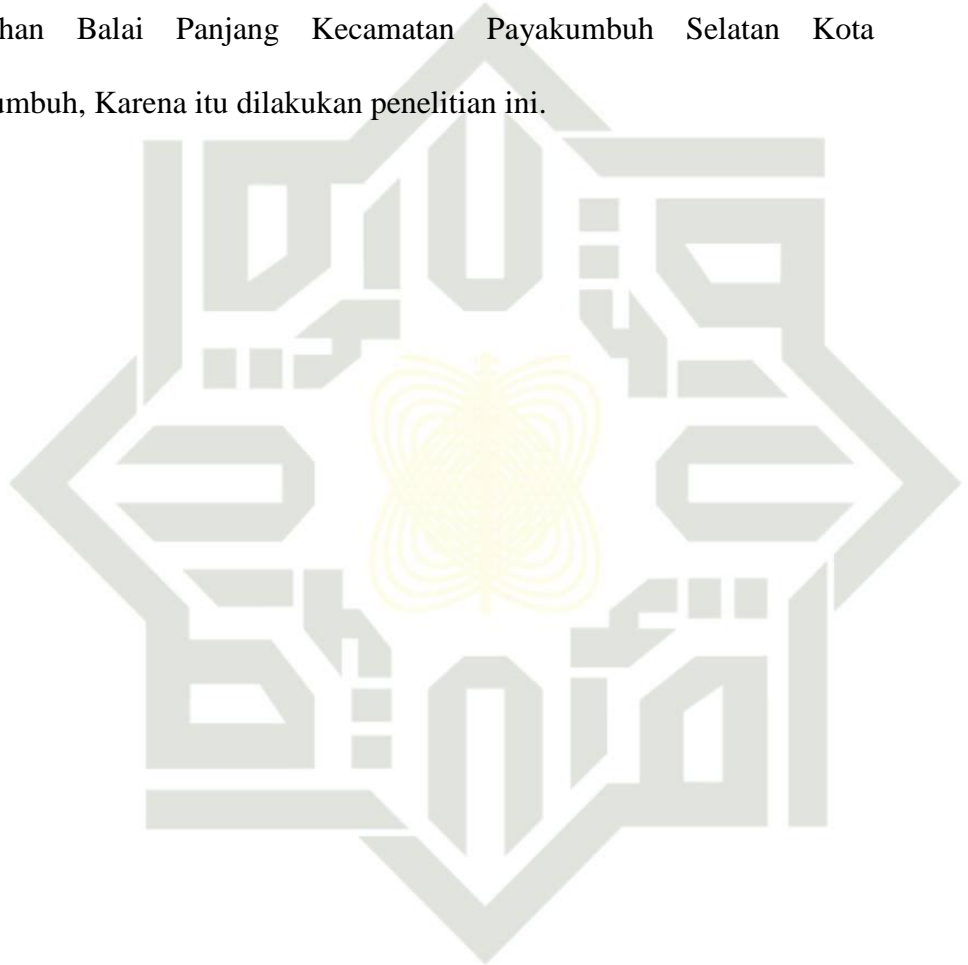 han Balai Panjang Kecamatan Payakumbuh Selatan Kota
umbuh, Karena itu dilakukan penelitian ini.